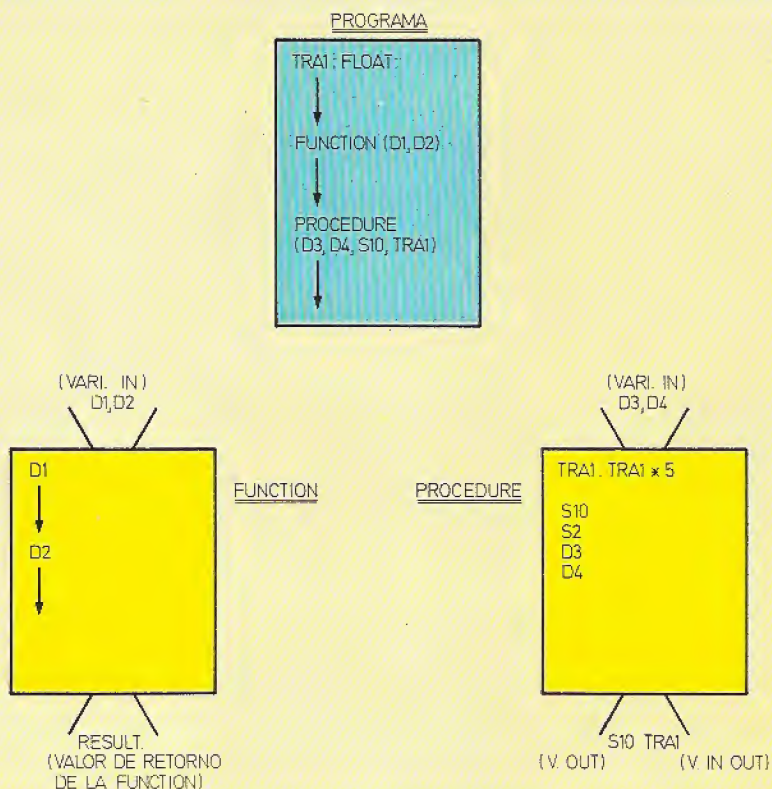 PROGRAMA
TRA1: FLOAT:
FUNCTION (D1,D2)
PROCEDURE
(D3, D4, S10, TRA1)
(VARI. IN)
D1,D2
D1
D2
FUNCTION
RESULT.
(VALOR DE RETORNO
DE LA FUNCTION)
(VARI. IN)
D3,D4
PROCEDURE
TRA1. TRA1 * 5
S10
S2
D3
D4
S10 TRA1
(V. OUT) (V. IN OUT)